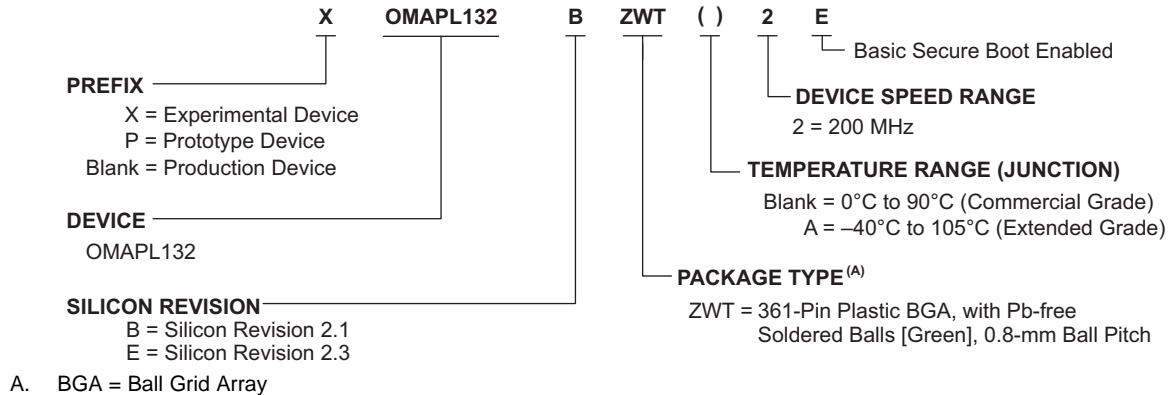 X OMAPL132 B ZWT ( ) 2 E
Basic Secure Boot Enabled
PREFIX
X = Experimental Device
P = Prototype Device
Blank = Production Device
DEVICE SPEED RANGE
2 = 200 MHz
TEMPERATURE RANGE (JUNCTION)
Blank = 0°C to 90°C (Commercial Grade)
A = –40°C to 105°C (Extended Grade)
DEVICE
OMAPL132
PACKAGE TYPE(A)
ZWT = 361-Pin Plastic BGA, with Pb-free
Soldered Balls [Green], 0.8-mm Ball Pitch
SILICON REVISION
B = Silicon Revision 2.1
E = Silicon Revision 2.3
A. BGA = Ball Grid Array